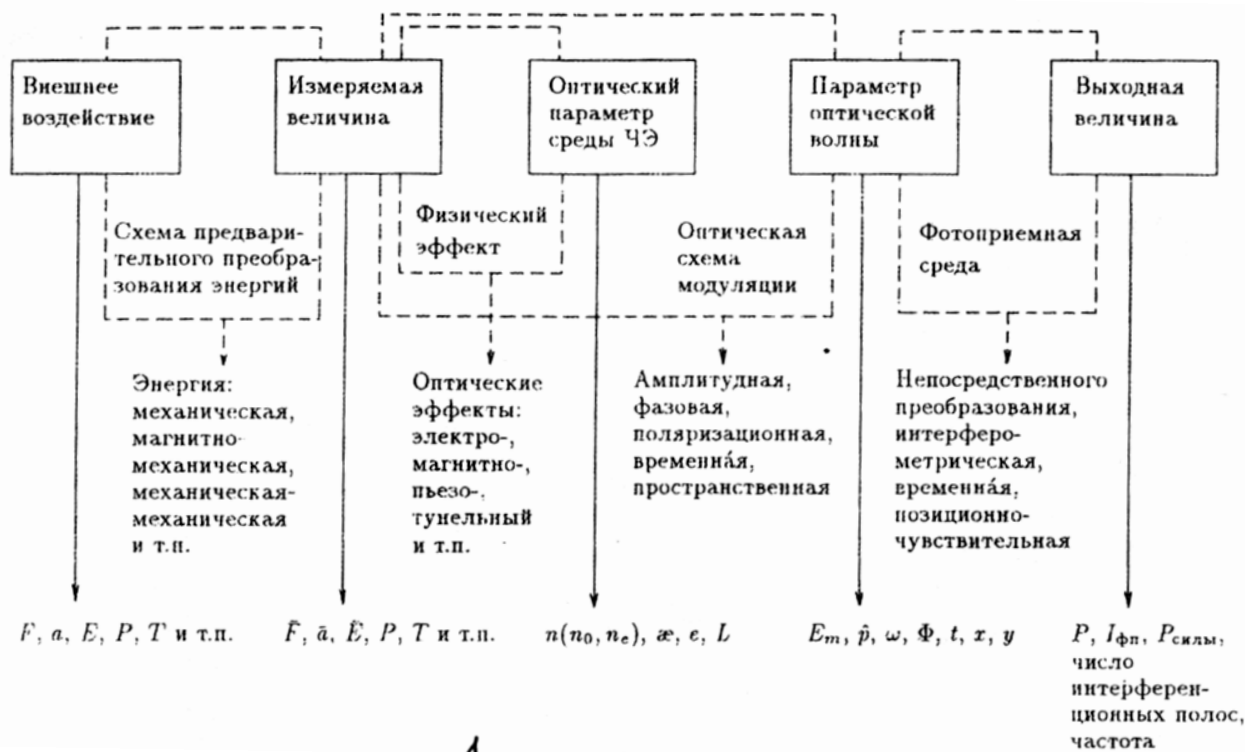 Внешнее
воздействие
Измеряемая
величина
Оптический
параметр
среды ЧЭ
Параметр
оптической
волны
Выходная
величина
Схема предвари-
тельного преобра-
зования энергий
Физический
эффект
Оптическая
схема
модуляции
Фотоприемная
среда
Энергия:
механическая,
магнитно-
механическая,
механическая-
механическая
и т.п.
Оптические
эффекты:
электро-,
магнитно-,
пьезо-,
тунельный
и т.п.
Амплитудная,
фазовая,
поляризационная,
временна́я,
пространственная
Непосредственного
преобразования,
интерферо-
метрическая,
временна́я,
позиционно-
чувствительная
F, a, E, P, T и т.п.
F̄, ā, Ē, P, T и т.п.
n(n₀, nₑ), æ, e, L
Eₘ, p̂, ω, Φ, t, x, y
P, Iфп, Pсилы,
число
интерферен-
ционных полос,
частота